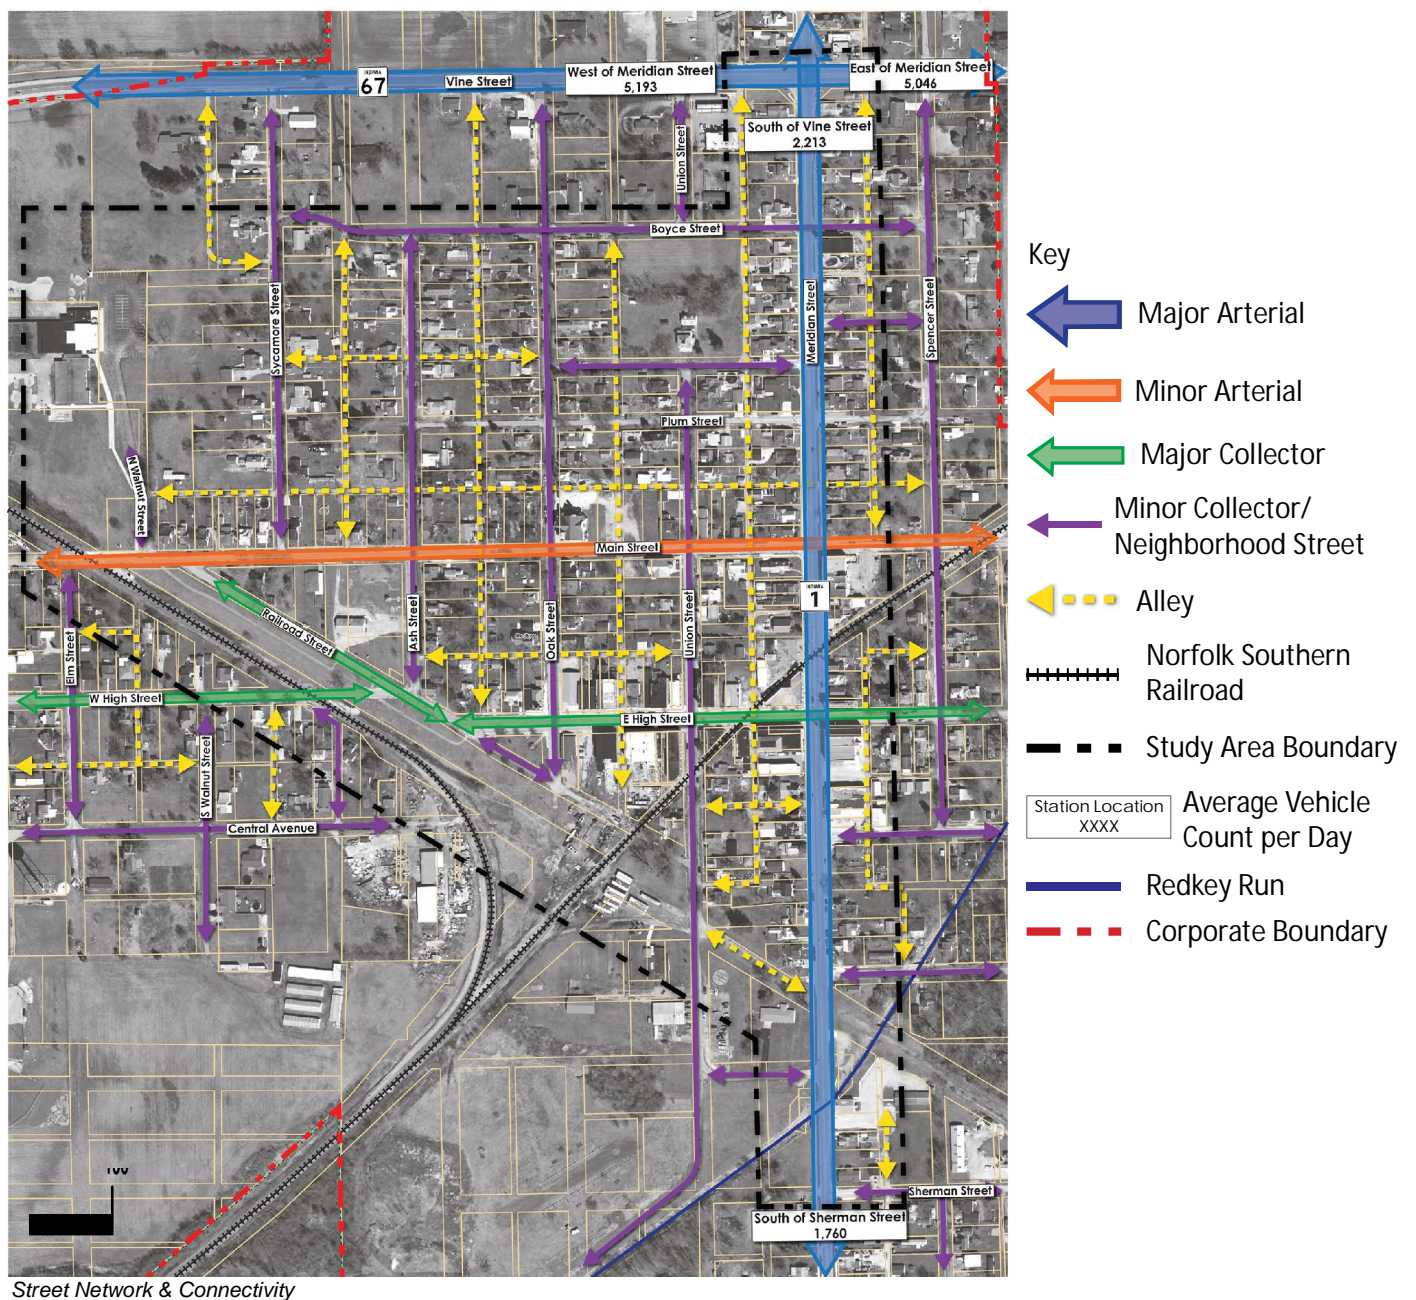 INDIANA
67
Vine Street
West of Meridian Street
5,193
East of Meridian Street
5,046
South of Vine Street
2,213
Union Street
Boyce Street
Sycamore Street
Meridian Street
Spencer Street
Plum Street
N Walnut Street
Main Street
INDIANA
1
Railroad Street
Ash Street
Oak Street
Union Street
Elm Street
W High Street
E High Street
S Walnut Street
Central Avenue
100
Sherman Street
South of Sherman Street
1,760
Key
Major Arterial
Minor Arterial
Major Collector
Minor Collector/
Neighborhood Street
Alley
Norfolk Southern
Railroad
Study Area Boundary
Station Location
XXXX
Average Vehicle
Count per Day
Redkey Run
Corporate Boundary
Street Network & Connectivity